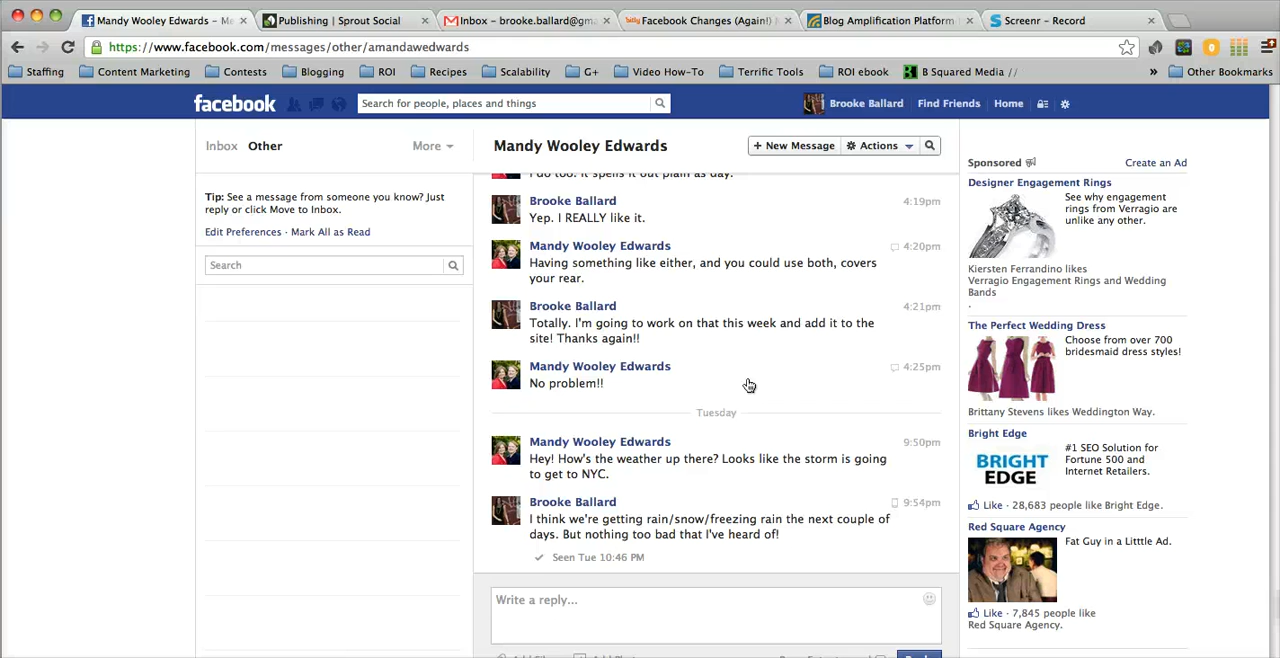 Mandy Wooley Edwards - Me
Publishing | Sprout Social
Inbox - brooke.ballard@gm
Facebook Changes (Again!)
Blog Amplification Platform
Screenr - Record
https://www.facebook.com/messages/other/amandawedwards
Staffing
Content Marketing
Contests
Blogging
ROI
Recipes
Scalability
G+
Video How-To
Terrific Tools
ROI ebook
B Squared Media //
»
Other Bookmarks
facebook
Search for people, places and things
Brooke Ballard
Find Friends
Home
Inbox Other
More
Mandy Wooley Edwards
+ New Message
Actions
Tip: See a message from someone you know? Just
reply or click Move to Inbox.
Edit Preferences · Mark All as Read
Search
I do too. It spells it out plain as day.
Brooke Ballard
4:19pm
Yep. I REALLY like it.
Mandy Wooley Edwards
4:20pm
Having something like either, and you could use both, covers
your rear.
Brooke Ballard
4:21pm
Totally. I'm going to work on that this week and add it to the
site! Thanks again!!
Mandy Wooley Edwards
4:25pm
No problem!!
Tuesday
Mandy Wooley Edwards
9:50pm
Hey! How's the weather up there? Looks like the storm is going
to get to NYC.
Brooke Ballard
9:54pm
I think we're getting rain/snow/freezing rain the next couple of
days. But nothing too bad that I've heard of!
Seen Tue 10:46 PM
Write a reply...
Sponsored
Create an Ad
Designer Engagement Rings
See why engagement
rings from Verragio are
unlike any other.
Kiersten Ferrandino likes
Verragio Engagement Rings and Wedding
Bands
.
The Perfect Wedding Dress
Choose from over 700
bridesmaid dress styles!
Brittany Stevens likes Weddington Way.
Bright Edge
BRIGHT
EDGE
#1 SEO Solution for
Fortune 500 and
Internet Retailers.
Like · 28,683 people like Bright Edge.
Red Square Agency
Fat Guy in a Litttle Ad.
Like · 7,845 people like
Red Square Agency.